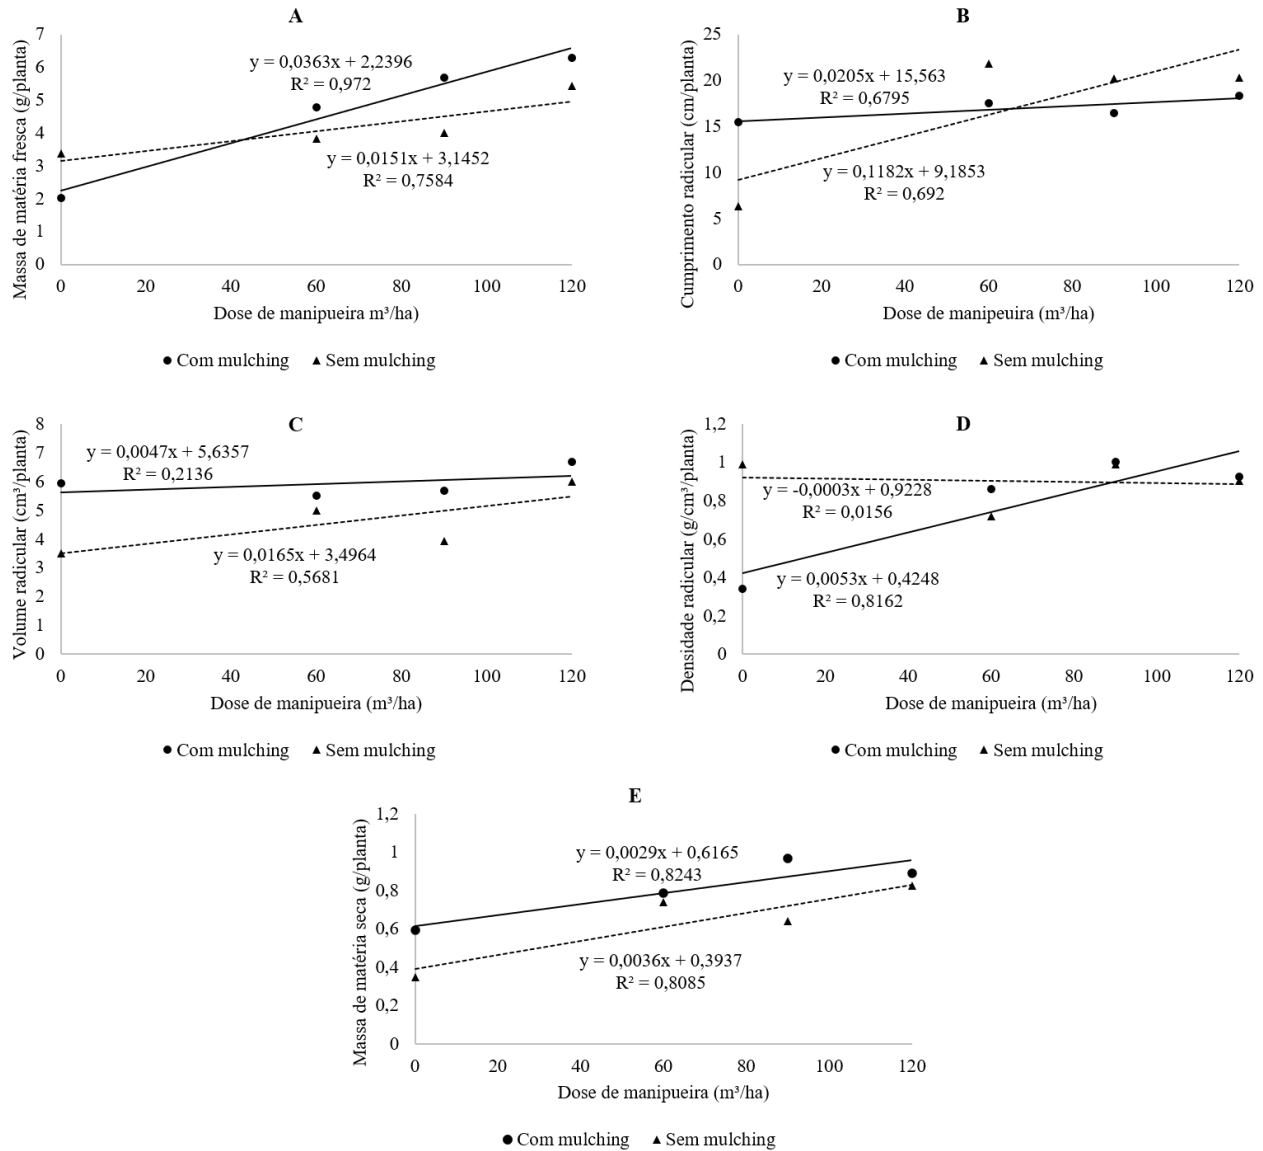 A
Massa de matéria fresca (g/planta)
7
6
5
4
3
2
1
0
y = 0,0363x + 2,2396
R² = 0,972
y = 0,0151x + 3,1452
R² = 0,7584
0 20 40 60 80 100 120
Dose de manipueira m³/ha)
Com mulching Sem mulching
B
Cumprimento radicular (cm/planta)
25
20
15
10
5
0
y = 0,0205x + 15,563
R² = 0,6795
y = 0,1182x + 9,1853
R² = 0,692
0 20 40 60 80 100 120
Dose de manipeuira (m³/ha)
Com mulching Sem mulching
C
Volume radicular (cm³/planta)
8
7
6
5
4
3
2
1
0
y = 0,0047x + 5,6357
R² = 0,2136
y = 0,0165x + 3,4964
R² = 0,5681
0 20 40 60 80 100 120
Dose de manipueira (m³/ha)
Com mulching Sem mulching
D
Densidade radicular (g/cm³/planta)
1,2
1
0,8
0,6
0,4
0,2
0
y = -0,0003x + 0,9228
R² = 0,0156
y = 0,0053x + 0,4248
R² = 0,8162
0 20 40 60 80 100 120
Dose de manipueira (m³/ha)
Com mulching Sem mulching
E
Massa de matéria seca (g/planta)
1,2
1
0,8
0,6
0,4
0,2
0
y = 0,0029x + 0,6165
R² = 0,8243
y = 0,0036x + 0,3937
R² = 0,8085
0 20 40 60 80 100 120
Dose de manipueira (m³/ha)
Com mulching Sem mulching